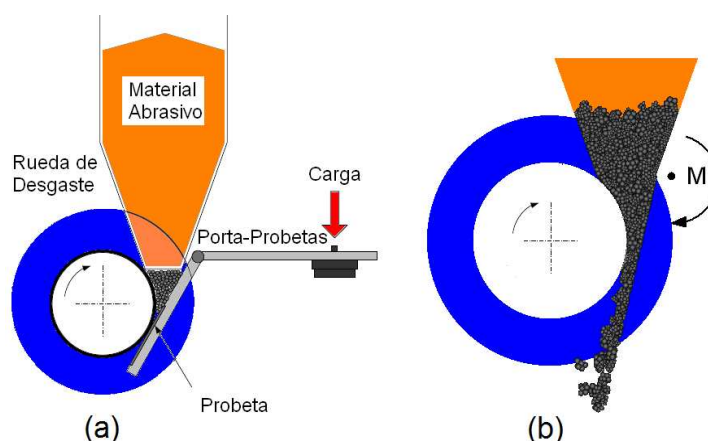 Material
Abrasivo
Rueda de
Desgaste
Carga
Porta-Probetas
Probeta
(a)
M
(b)